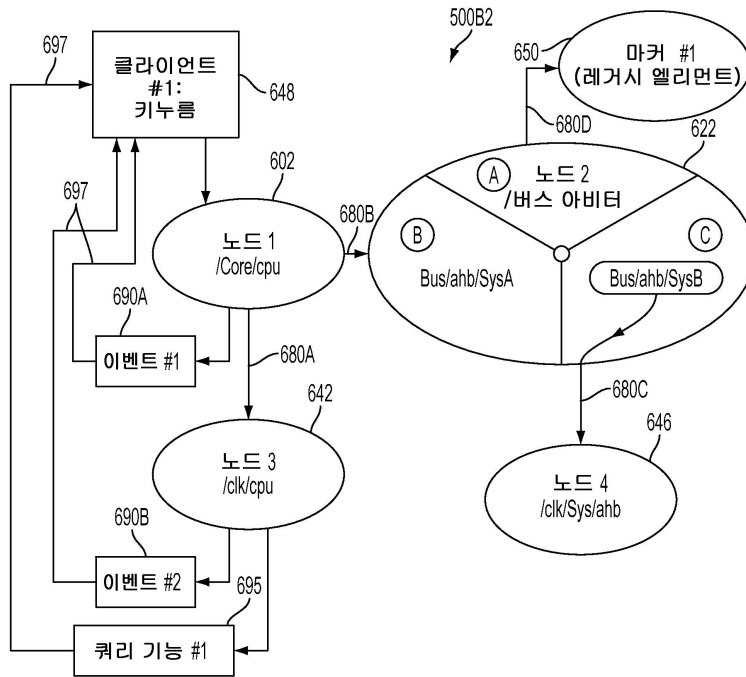 697
클라이언트
#1:
키누름
648
500B2
650
마커 #1
(레거시 엘리먼트)
680D
622
697
602
노드 1
/Core/cpu
680B
A
노드 2
/버스 아비터
B
Bus/ahb/SysA
C
Bus/ahb/SysB
690A
이벤트 #1
680A
680C
642
노드 3
/clk/cpu
646
노드 4
/clk/Sys/ahb
690B
이벤트 #2
695
쿼리 기능 #1